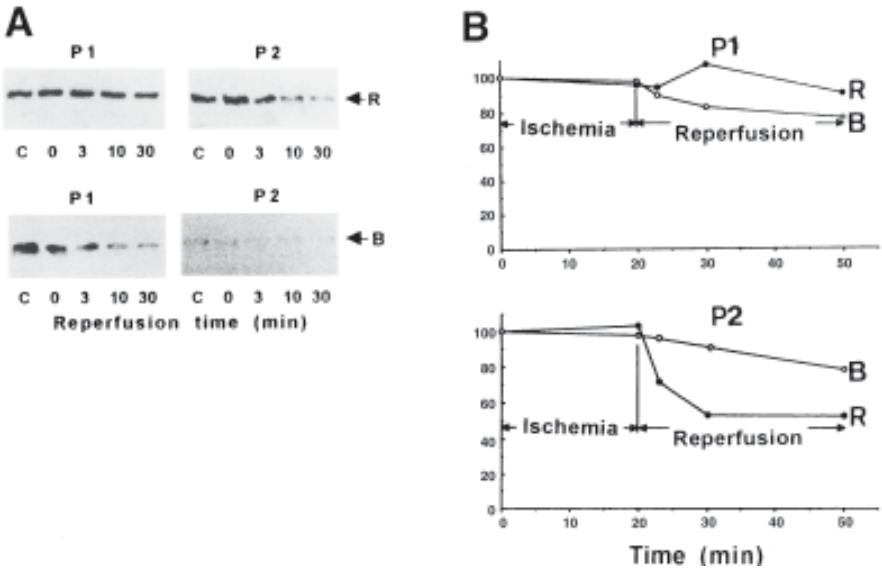 A
P 1 P 2
R
C 0 3 10 30 C 0 3 10 30
P 1 P 2
B
C 0 3 10 30 C 0 3 10 30
Reperfusion time (min)
B
P1
100
R
B
80
Ischemia Reperfusion
60
40
20
0
0 10 20 30 40 50
P2
100
B
80
60
R
Ischemia Reperfusion
40
20
0
0 10 20 30 40 50
Time (min)